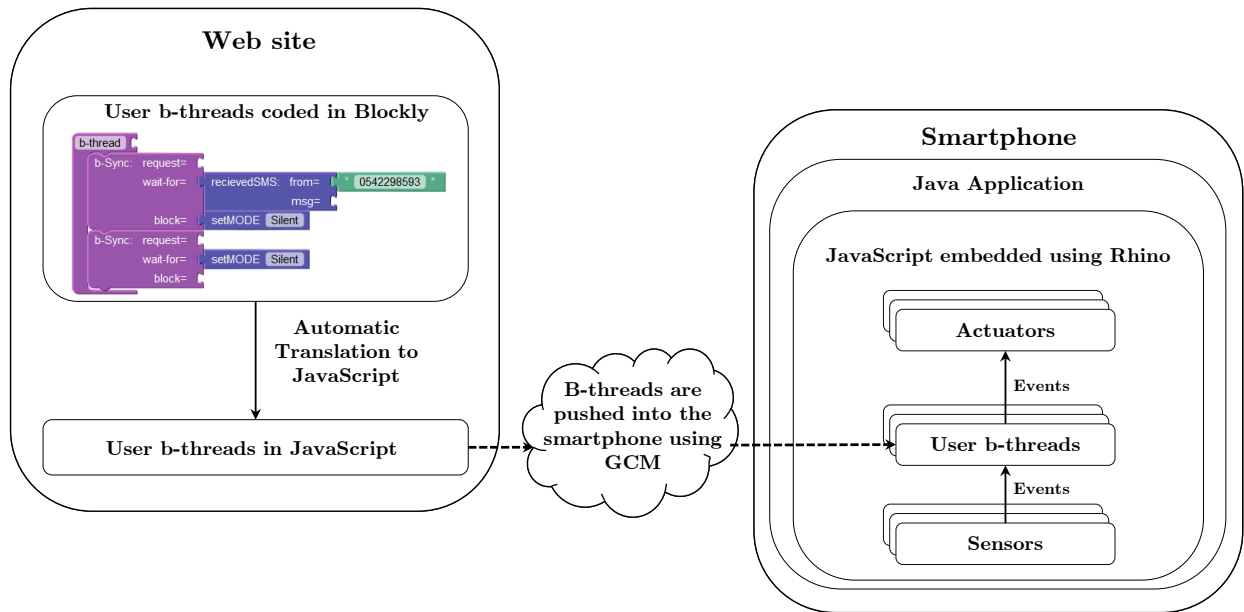 Web site
User b-threads coded in Blockly
b-thread
b-Sync: request=
wait-for= recievedSMS: from= “ 0542298593 ”
msg=
block= setMODE Silent
b-Sync: request=
wait-for= setMODE Silent
block=
Automatic
Translation to
JavaScript
User b-threads in JavaScript
B-threads are
pushed into the
smartphone using
GCM
Smartphone
Java Application
JavaScript embedded using Rhino
Actuators
Events
User b-threads
Events
Sensors